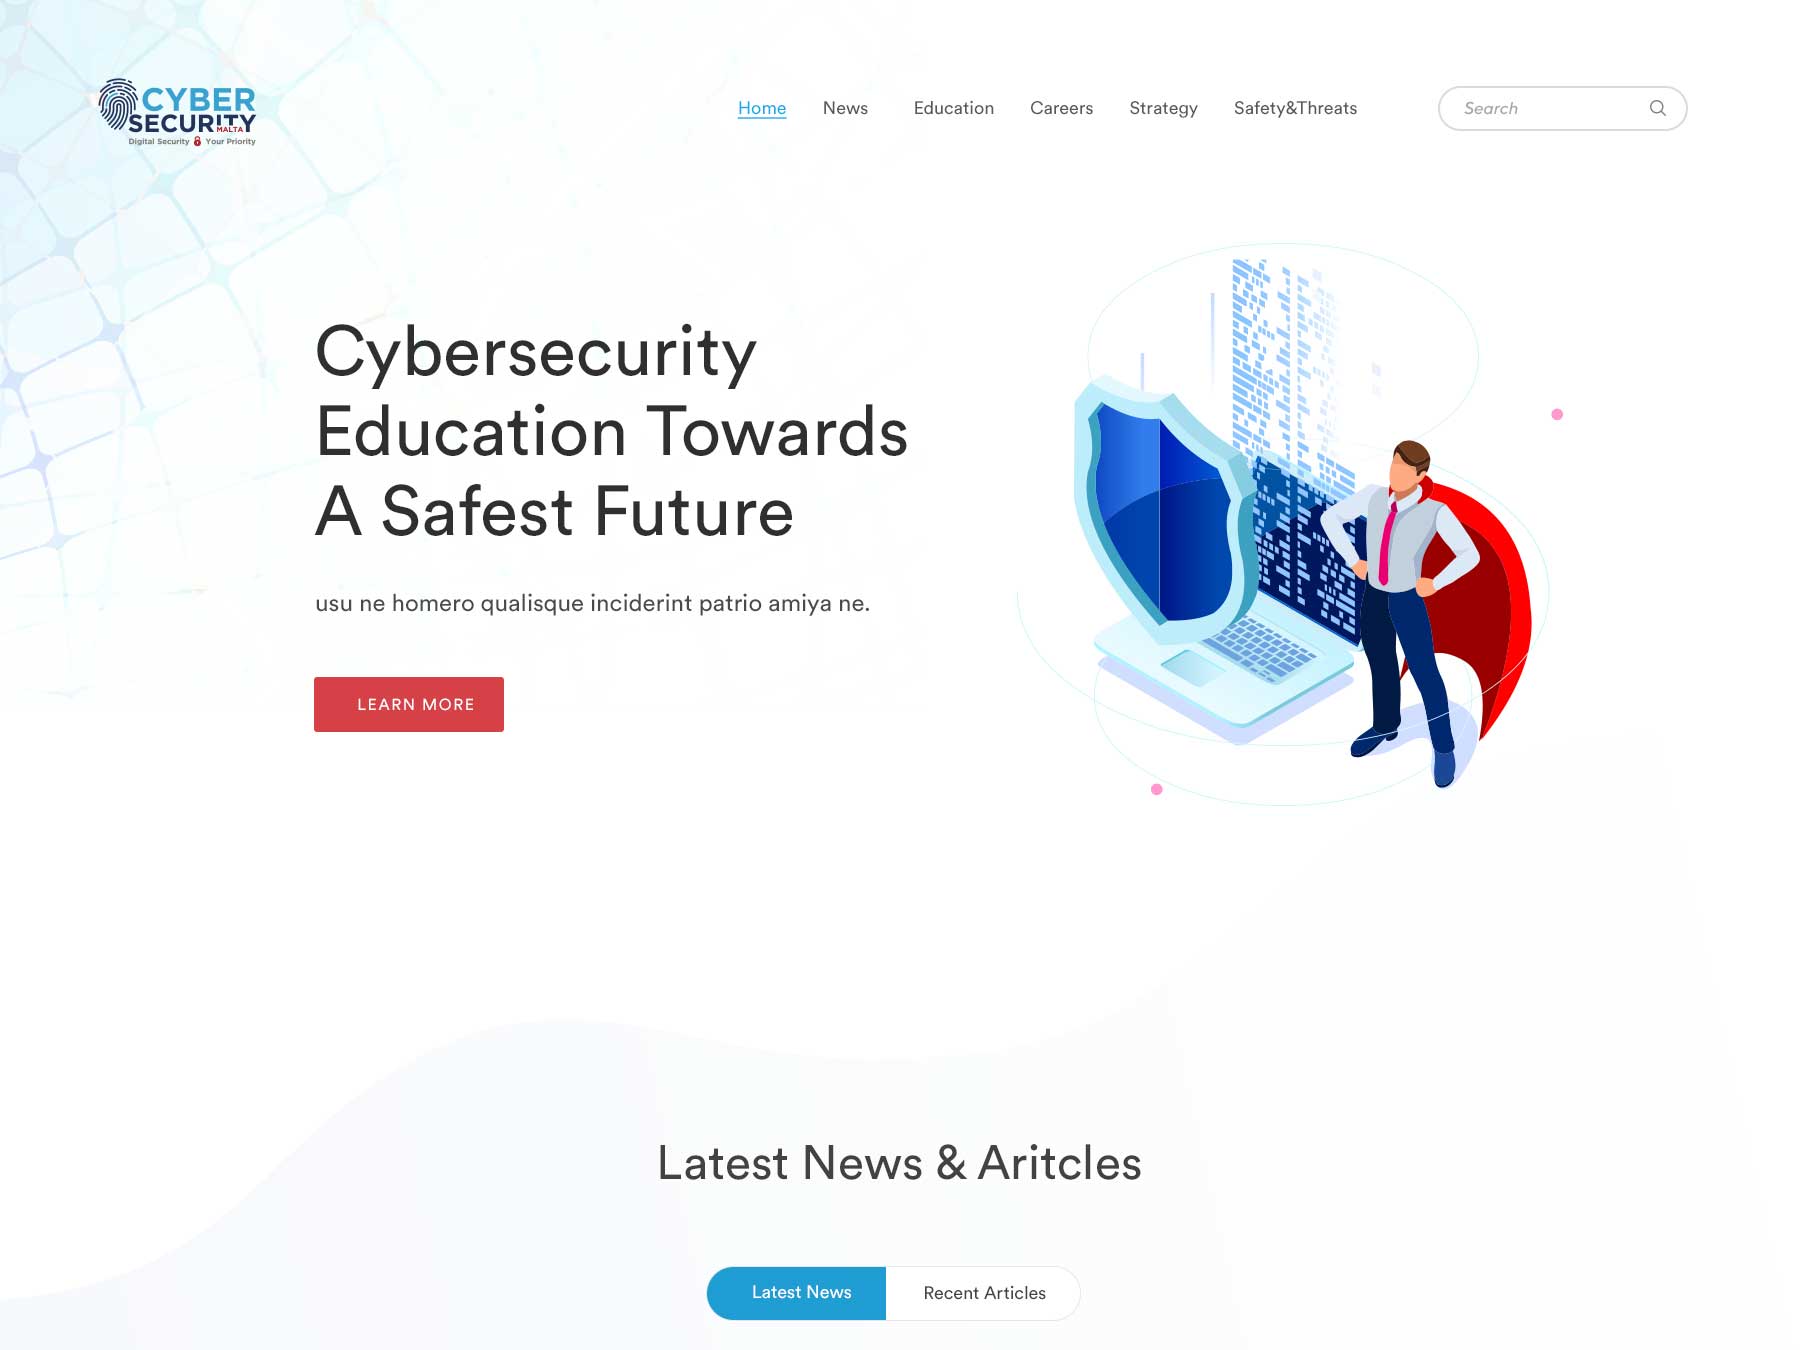 CYBER
SECURITY
MALTA
Digital Security Your Priority
Home News Education Careers Strategy Safety&Threats Search
Cybersecurity
Education Towards
A Safest Future
usu ne homero qualisque inciderint patrio amiya ne.
LEARN MORE
Latest News & Aritcles
Latest News Recent Articles